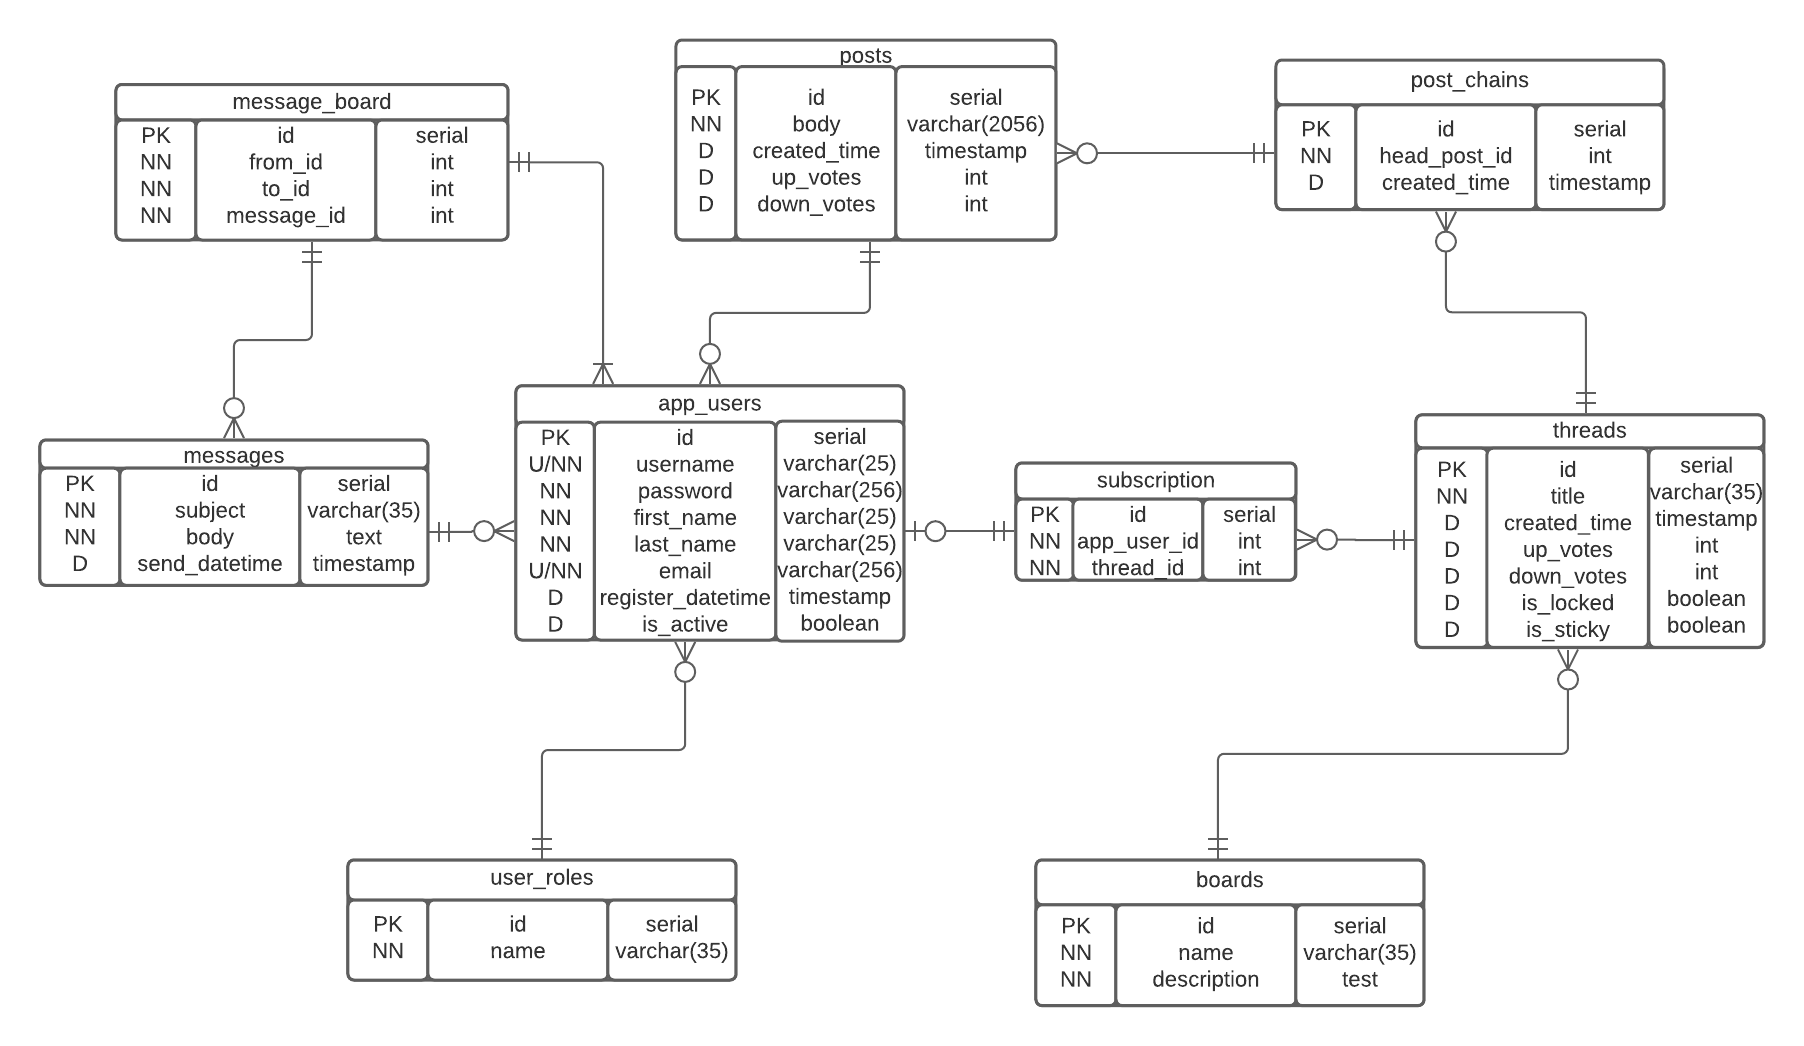 message_board
PK id serial
NN from_id int
NN to_id int
NN message_id int
posts
PK id serial
NN body varchar(2056)
D created_time timestamp
D up_votes int
D down_votes int
post_chains
PK id serial
NN head_post_id int
D created_time timestamp
messages
PK id serial
NN subject varchar(35)
NN body text
D send_datetime timestamp
app_users
PK id serial
U/NN username varchar(25)
NN password varchar(256)
NN first_name varchar(25)
NN last_name varchar(25)
U/NN email varchar(256)
D register_datetime timestamp
D is_active boolean
subscription
PK id serial
NN app_user_id int
NN thread_id int
threads
PK id serial
NN title varchar(35)
D created_time timestamp
D up_votes int
D down_votes int
D is_locked boolean
D is_sticky boolean
user_roles
PK id serial
NN name varchar(35)
boards
PK id serial
NN name varchar(35)
NN description test